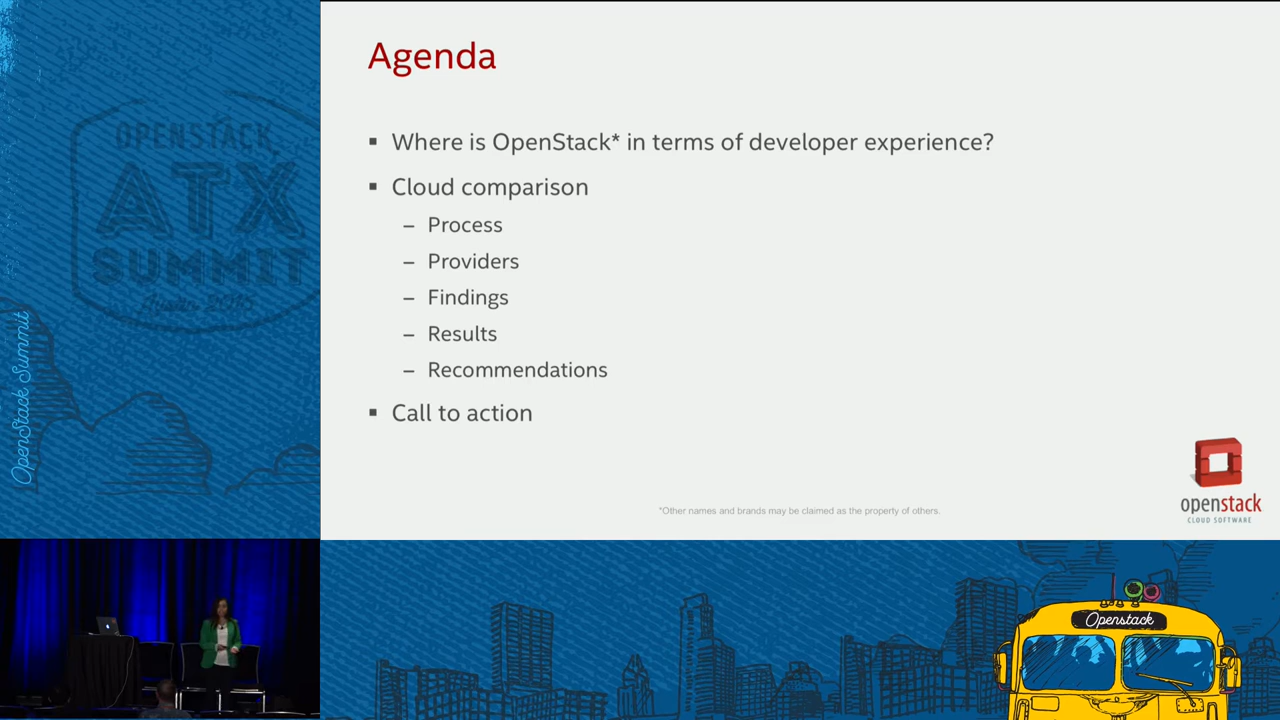 Agenda
▪ Where is OpenStack* in terms of developer experience?
▪ Cloud comparison
– Process
– Providers
– Findings
– Results
– Recommendations
▪ Call to action
*Other names and brands may be claimed as the property of others.
openstack
CLOUD SOFTWARE
OPENSTACK
ATX
SUMMIT
Austin 2016
OpenStack Summit
Openstack